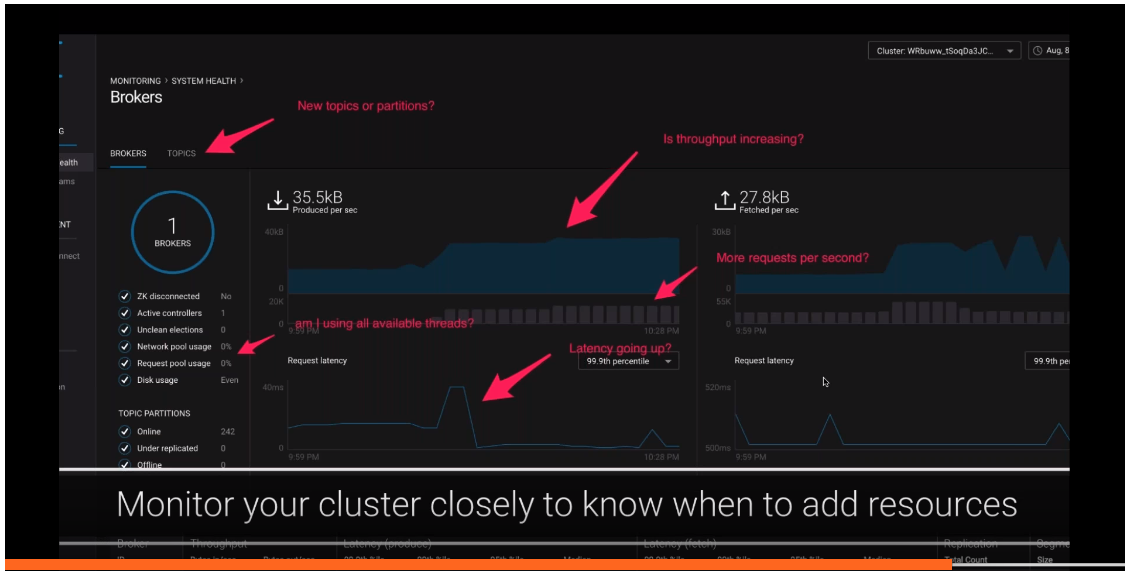 Cluster: WRbuww_tSoqDa3JC...
Aug, 8
MONITORING > SYSTEM HEALTH >
Brokers
New topics or partitions?
G
Is throughput increasing?
BROKERS TOPICS
ealth
ams
35.5kB
Produced per sec
27.8kB
Fetched per sec
1
BROKERS
NT
nnect
40kB
0
20K
0
9:59 PM 10:28 PM
30kB
More requests per second?
0
55K
0
9:59 PM
ZK disconnected No
Active controllers 1
Unclean elections 0
am I using all available threads?
Network pool usage 0%
Request pool usage 0%
Disk usage Even
Latency going up?
Request latency 99.9th percentile
40ms
0
9:59 PM 10:28 PM
Request latency 99.9th pe
520ms
500ms
9:59 PM
TOPIC PARTITIONS
Online 242
Under replicated 0
Offline 0
Monitor your cluster closely to know when to add resources
Broker Throughput Latency (produce) Latency (fetch) Replication Segme
Total Count Size